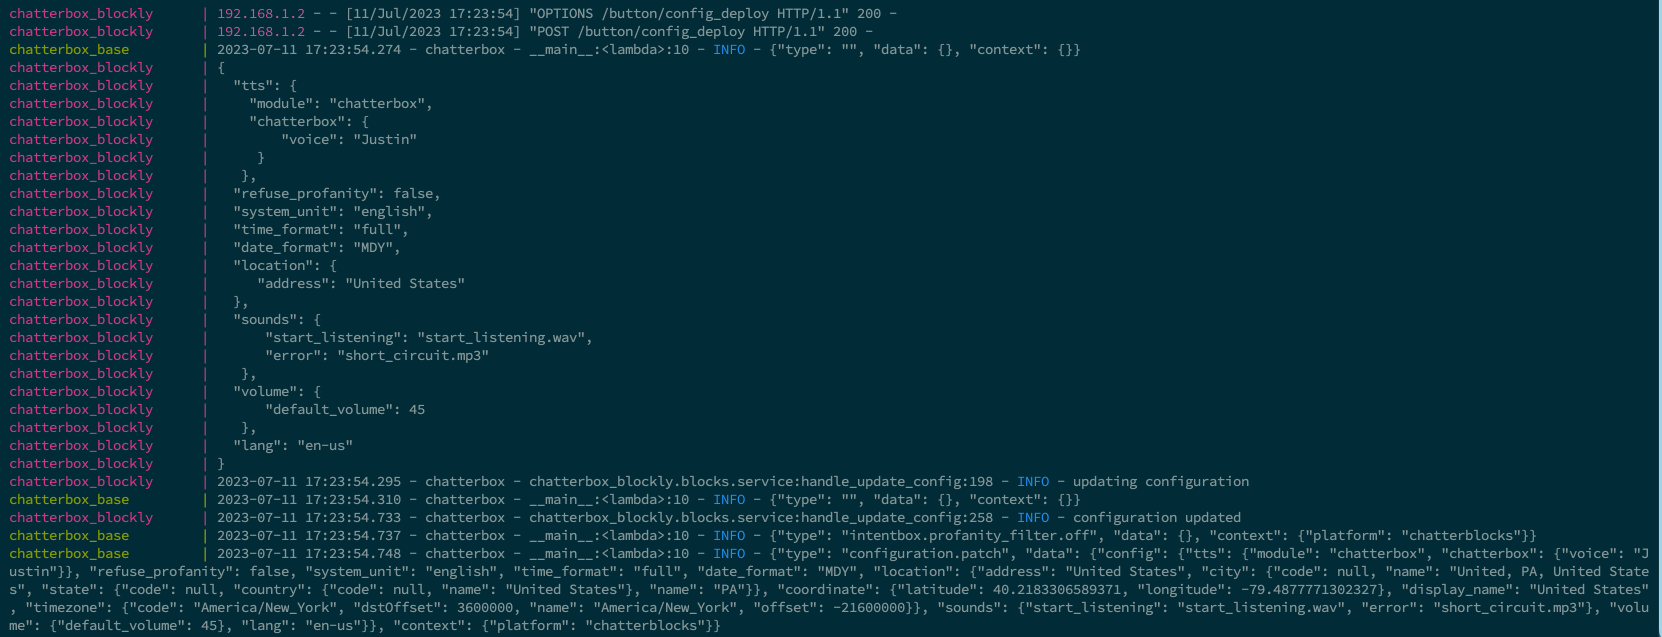 chatterbox_blockly | 192.168.1.2 - - [11/Jul/2023 17:23:54] "OPTIONS /button/config_deploy HTTP/1.1" 200 -
chatterbox_blockly | 192.168.1.2 - - [11/Jul/2023 17:23:54] "POST /button/config_deploy HTTP/1.1" 200 -
chatterbox_base | 2023-07-11 17:23:54.274 - chatterbox - __main__:<lambda>:10 - INFO - {"type": "", "data": {}, "context": {}}
chatterbox_blockly | {
chatterbox_blockly | "tts": {
chatterbox_blockly | "module": "chatterbox",
chatterbox_blockly | "chatterbox": {
chatterbox_blockly | "voice": "Justin"
chatterbox_blockly | }
chatterbox_blockly | },
chatterbox_blockly | "refuse_profanity": false,
chatterbox_blockly | "system_unit": "english",
chatterbox_blockly | "time_format": "full",
chatterbox_blockly | "date_format": "MDY",
chatterbox_blockly | "location": {
chatterbox_blockly | "address": "United States"
chatterbox_blockly | },
chatterbox_blockly | "sounds": {
chatterbox_blockly | "start_listening": "start_listening.wav",
chatterbox_blockly | "error": "short_circuit.mp3"
chatterbox_blockly | },
chatterbox_blockly | "volume": {
chatterbox_blockly | "default_volume": 45
chatterbox_blockly | },
chatterbox_blockly | "lang": "en-us"
chatterbox_blockly | }
chatterbox_blockly | 2023-07-11 17:23:54.295 - chatterbox - chatterbox_blockly.blocks.service:handle_update_config:198 - INFO - updating configuration
chatterbox_base | 2023-07-11 17:23:54.310 - chatterbox - __main__:<lambda>:10 - INFO - {"type": "", "data": {}, "context": {}}
chatterbox_blockly | 2023-07-11 17:23:54.733 - chatterbox - chatterbox_blockly.blocks.service:handle_update_config:258 - INFO - configuration updated
chatterbox_base | 2023-07-11 17:23:54.737 - chatterbox - __main__:<lambda>:10 - INFO - {"type": "intentbox.profanity_filter.off", "data": {}, "context": {"platform": "chatterblocks"}}
chatterbox_base | 2023-07-11 17:23:54.748 - chatterbox - __main__:<lambda>:10 - INFO - {"type": "configuration.patch", "data": {"config": {"tts": {"module": "chatterbox", "chatterbox": {"voice": "J
ustin"}}, "refuse_profanity": false, "system_unit": "english", "time_format": "full", "date_format": "MDY", "location": {"address": "United States", "city": {"code": null, "name": "United, PA, United State
s", "state": {"code": null, "country": {"code": null, "name": "United States"}, "name": "PA"}}, "coordinate": {"latitude": 40.2183306589371, "longitude": -79.4877771302327}, "display_name": "United States"
, "timezone": {"code": "America/New_York", "dstOffset": 3600000, "name": "America/New_York", "offset": -21600000}}, "sounds": {"start_listening": "start_listening.wav", "error": "short_circuit.mp3"}, "volu
me": {"default_volume": 45}, "lang": "en-us"}}, "context": {"platform": "chatterblocks"}}